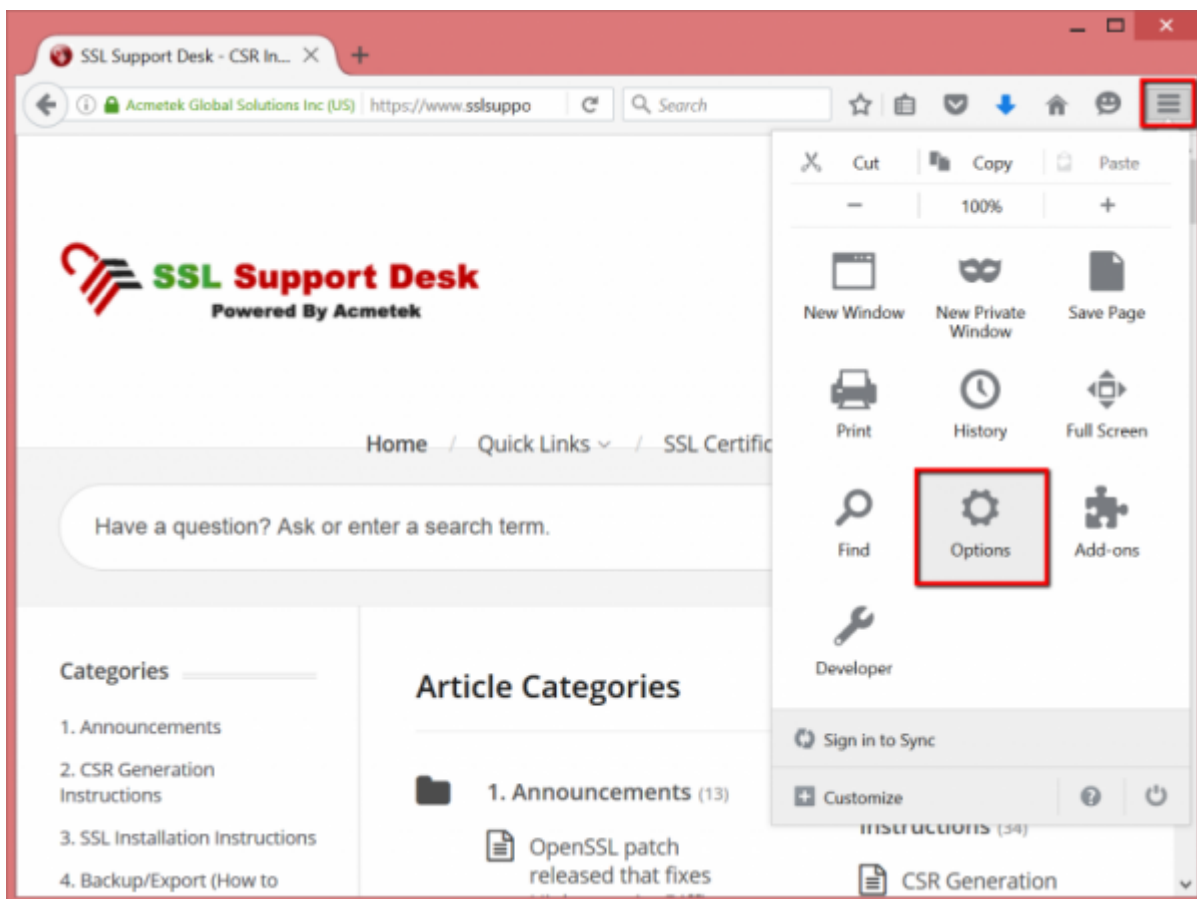 SSL Support Desk - CSR In...
Acmetek Global Solutions Inc (US) https://www.sslsuppo
Search
Cut Copy Paste
100%
New Window New Private Window Save Page
Print History Full Screen
Find Options Add-ons
Developer
Sign in to Sync
Customize
SSL Support Desk
Powered By Acmetek
Home / Quick Links / SSL Certific
Have a question? Ask or enter a search term.
Categories
1. Announcements
2. CSR Generation
Instructions
3. SSL Installation Instructions
4. Backup/Export (How to
Article Categories
1. Announcements (13)
OpenSSL patch
released that fixes
Instructions (34)
CSR Generation